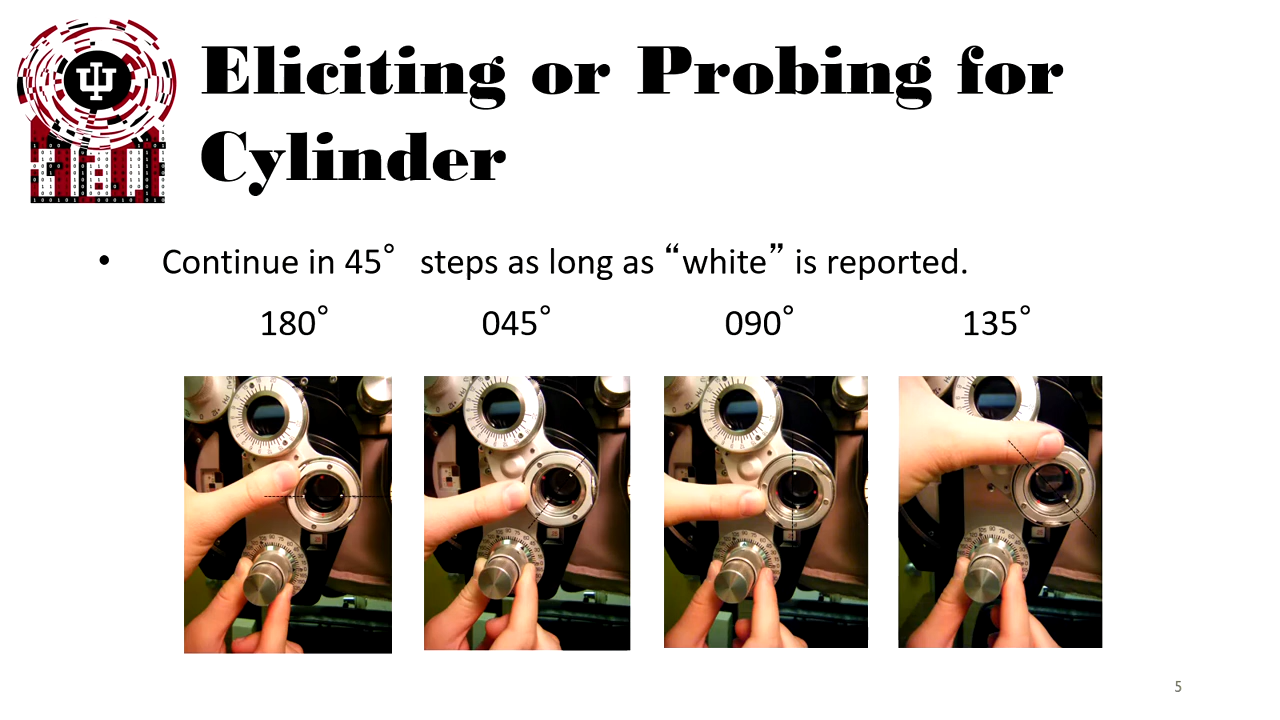 Eliciting or Probing for
Cylinder
• Continue in 45° steps as long as “white” is reported.
180° 045° 090° 135°
5